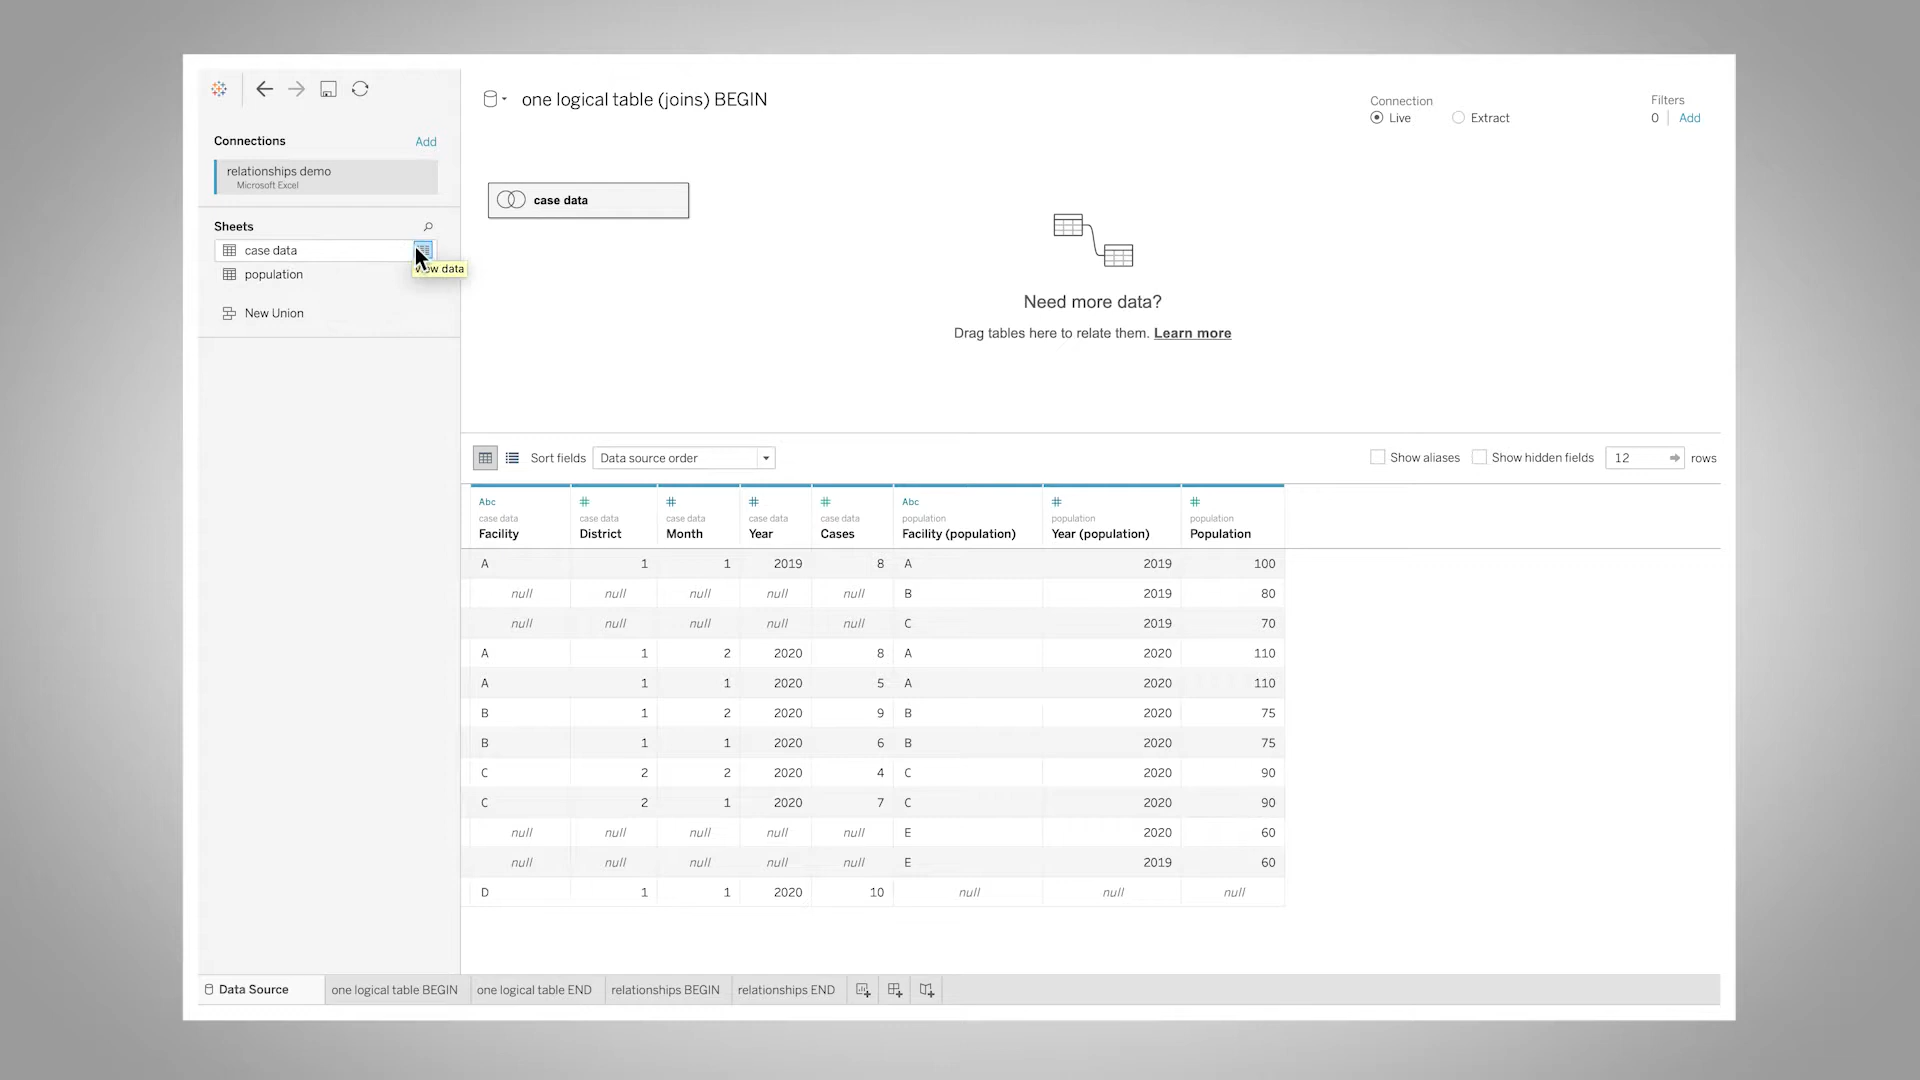 one logical table (joins) BEGIN
Connection
Live
Extract
Filters
0 | Add
Connections
Add
relationships demo
Microsoft Excel
Sheets
case data
population
New Union
case data
Need more data?
Drag tables here to relate them. Learn more
Sort fields
Data source order
Show aliases
Show hidden fields
12
rows
Abc # # # # Abc # #
case data case data case data case data case data population population population
Facility District Month Year Cases Facility (population) Year (population) Population
A 1 1 2019 8 A 2019 100
null null null null null B 2019 80
null null null null null C 2019 70
A 1 2 2020 8 A 2020 110
A 1 1 2020 5 A 2020 110
B 1 2 2020 9 B 2020 75
B 1 1 2020 6 B 2020 75
C 2 2 2020 4 C 2020 90
C 2 1 2020 7 C 2020 90
null null null null null E 2020 60
null null null null null E 2019 60
D 1 1 2020 10 null null null
Data Source
one logical table BEGIN
one logical table END
relationships BEGIN
relationships END